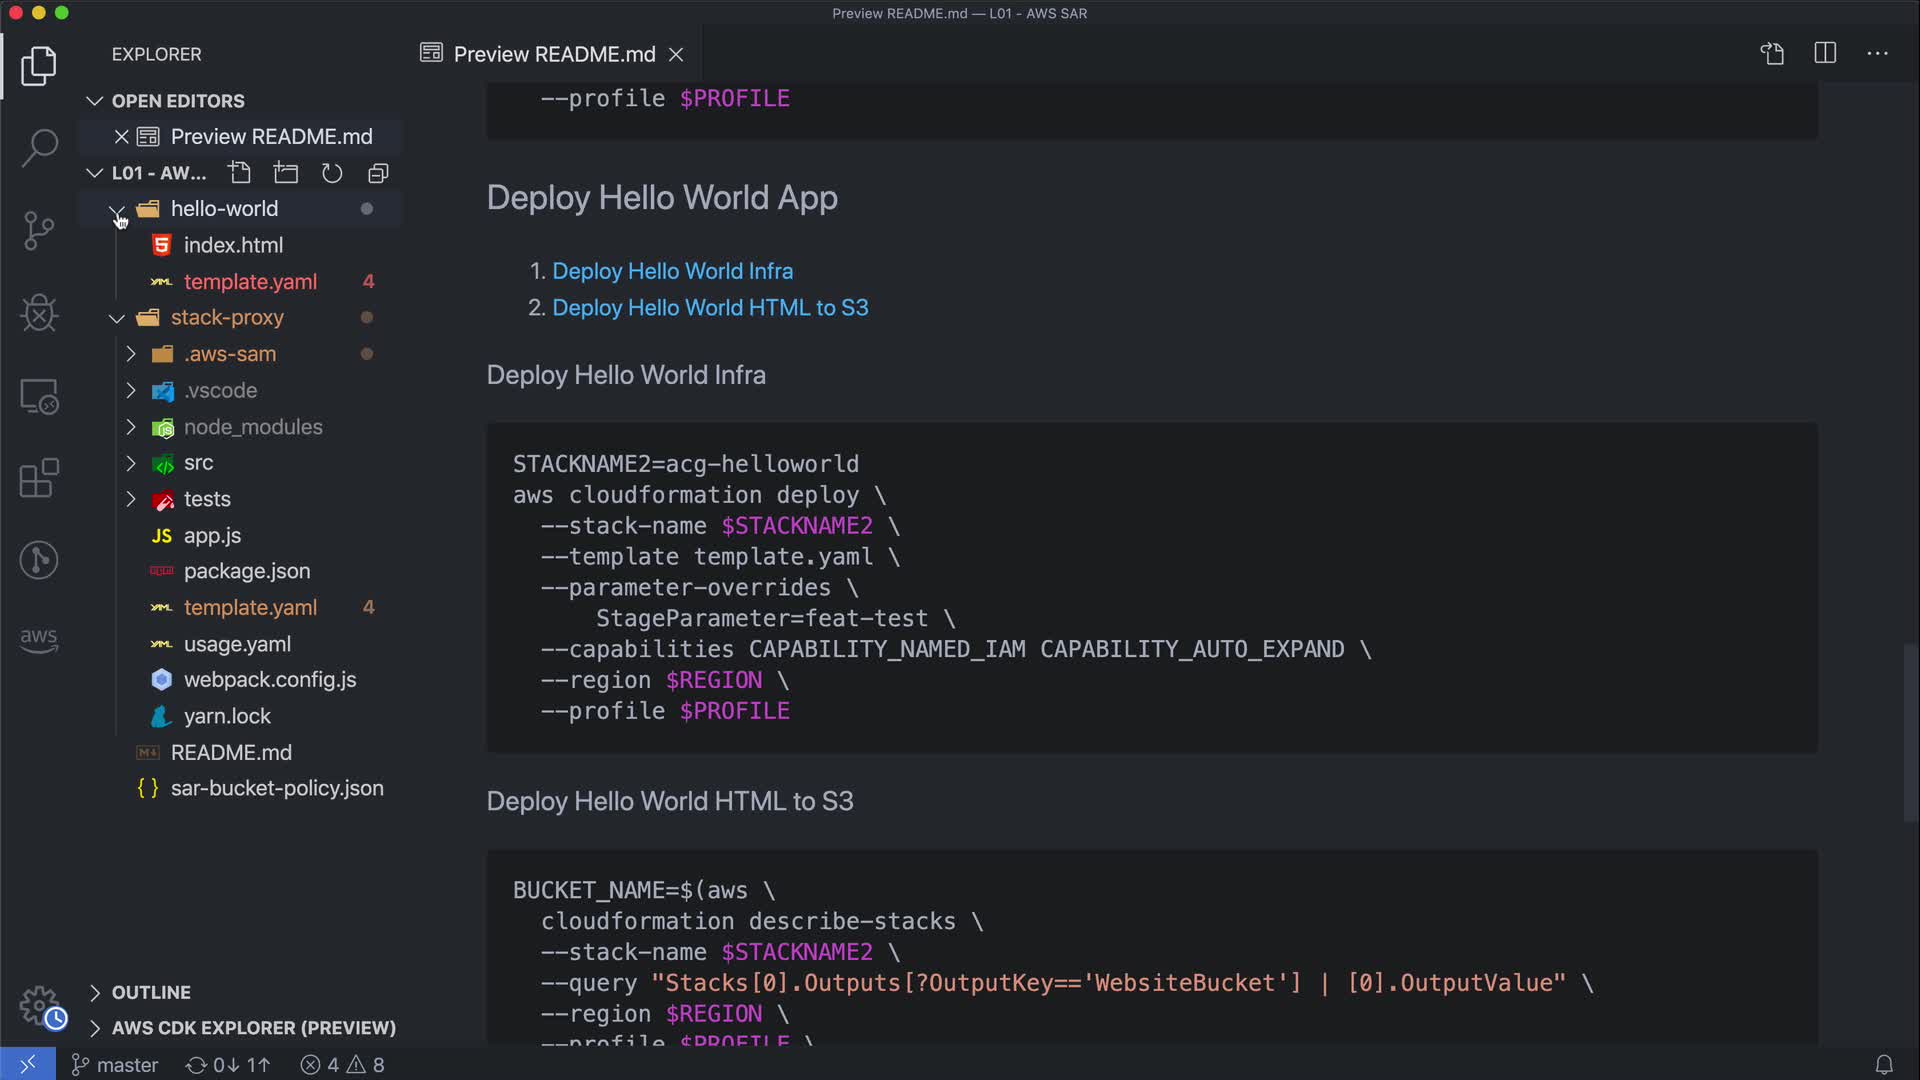 Preview README.md — L01 - AWS SAR
EXPLORER
Preview README.md
OPEN EDITORS
Preview README.md
L01 - AW...
hello-world
index.html
template.yaml 4
stack-proxy
.aws-sam
.vscode
node_modules
src
tests
JS app.js
package.json
template.yaml 4
usage.yaml
webpack.config.js
yarn.lock
README.md
{ } sar-bucket-policy.json
OUTLINE
AWS CDK EXPLORER (PREVIEW)
aws
--profile $PROFILE
Deploy Hello World App
1. Deploy Hello World Infra
2. Deploy Hello World HTML to S3
Deploy Hello World Infra
STACKNAME2=acg-helloworld
aws cloudformation deploy \
--stack-name $STACKNAME2 \
--template template.yaml \
--parameter-overrides \
StageParameter=feat-test \
--capabilities CAPABILITY_NAMED_IAM CAPABILITY_AUTO_EXPAND \
--region $REGION \
--profile $PROFILE
Deploy Hello World HTML to S3
BUCKET_NAME=$(aws \
cloudformation describe-stacks \
--stack-name $STACKNAME2 \
--query "Stacks[0].Outputs[?OutputKey=='WebsiteBucket'] | [0].OutputValue" \
--region $REGION \
--profile $PROFILE \
master 0↓ 1↑ 4 8